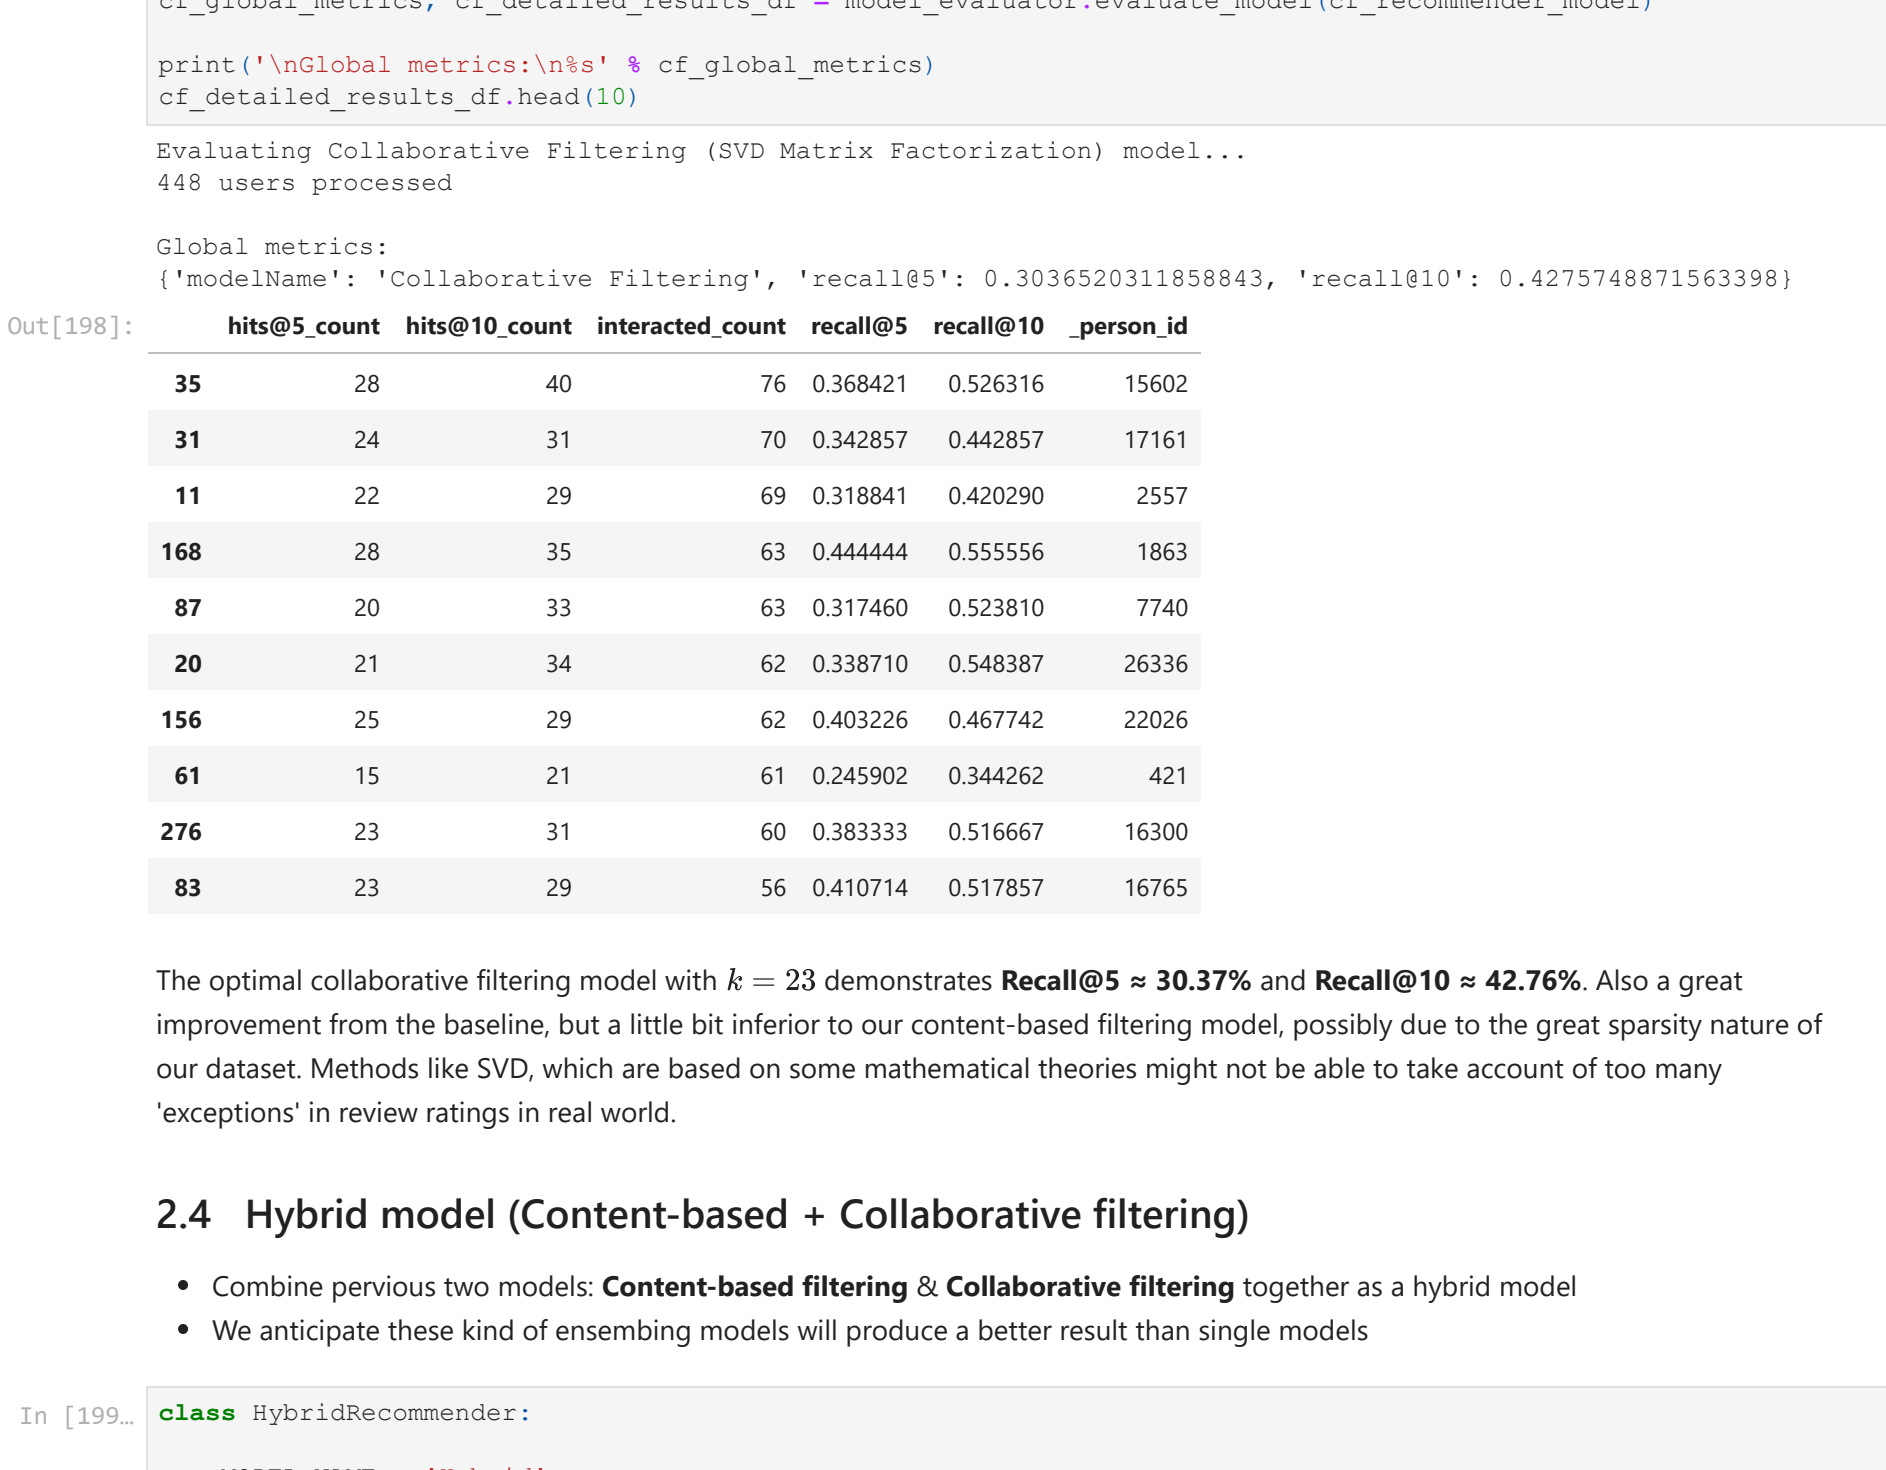 cf_global_metrics, cf_detailed_results_df = model_evaluator.evaluate_model(cf_recommender_model)
print('\nGlobal metrics:\n%s' % cf_global_metrics)
cf_detailed_results_df.head(10)
Evaluating Collaborative Filtering (SVD Matrix Factorization) model...
448 users processed
Global metrics:
{'modelName': 'Collaborative Filtering', 'recall@5': 0.3036520311858843, 'recall@10': 0.4275748871563398}
Out[198]: hits@5_count hits@10_count interacted_count recall@5 recall@10 _person_id
35 28 40 76 0.368421 0.526316 15602
31 24 31 70 0.342857 0.442857 17161
11 22 29 69 0.318841 0.420290 2557
168 28 35 63 0.444444 0.555556 1863
87 20 33 63 0.317460 0.523810 7740
20 21 34 62 0.338710 0.548387 26336
156 25 29 62 0.403226 0.467742 22026
61 15 21 61 0.245902 0.344262 421
276 23 31 60 0.383333 0.516667 16300
83 23 29 56 0.410714 0.517857 16765
The optimal collaborative filtering model with k = 23 demonstrates Recall@5 ≈ 30.37% and Recall@10 ≈ 42.76%. Also a great
improvement from the baseline, but a little bit inferior to our content-based filtering model, possibly due to the great sparsity nature of
our dataset. Methods like SVD, which are based on some mathematical theories might not be able to take account of too many
'exceptions' in review ratings in real world.
2.4 Hybrid model (Content-based + Collaborative filtering)
• Combine pervious two models: Content-based filtering & Collaborative filtering together as a hybrid model
• We anticipate these kind of ensembing models will produce a better result than single models
In [199… class HybridRecommender: